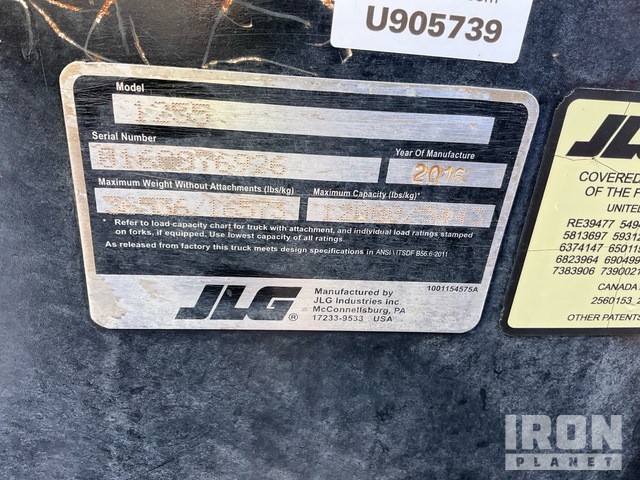 U905739
Model
1255
Serial Number
Year Of Manufacture
2016
Maximum Weight Without Attachments (lbs/kg)
Maximum Capacity (lbs/kg)*
* Refer to load capacity chart for truck with attachment, and individual load ratings stamped
on forks, if equipped. Use lowest capacity of all ratings.
As released from factory this truck meets design specifications in ANSI \ ITSDF B56.6-2011
JLG ®
Manufactured by
JLG Industries Inc.
McConnellsburg, PA
17233-9533 USA
1001154575A
COVERED
OF THE
UNITED
RE39477
5813697
6374147
6823964
7383906
CANADA
2560153
OTHER PATENTS
IRON
PLANET